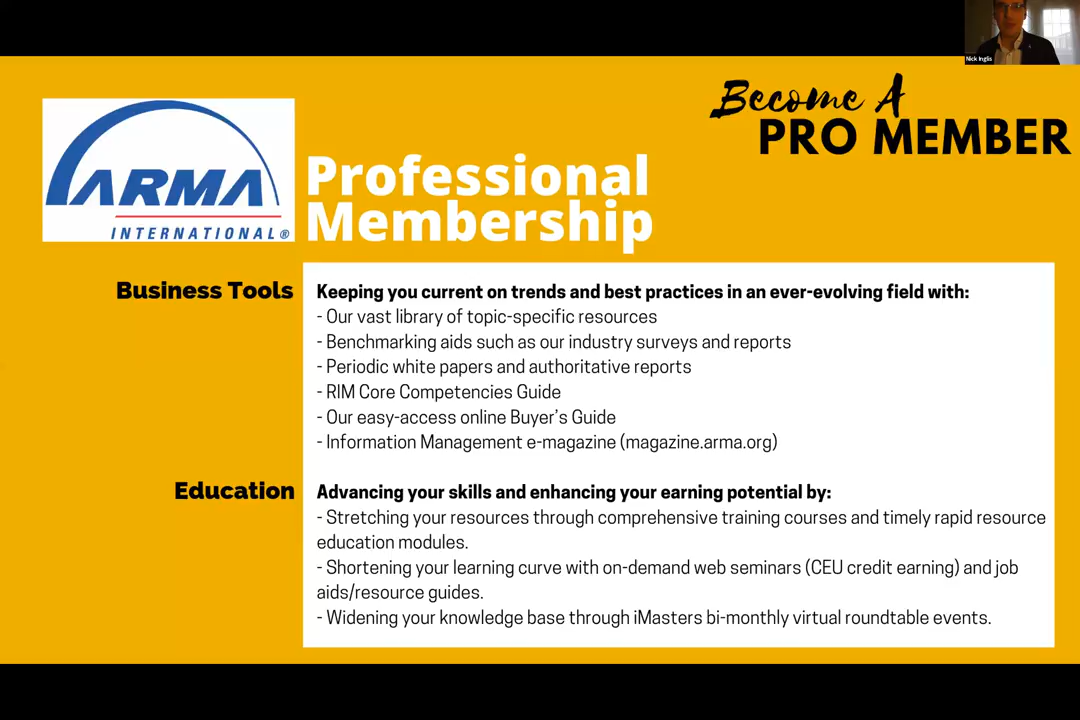 Nick Inglis
Become A
PRO MEMBER
ARMA
INTERNATIONAL®
Professional
Membership
Business Tools
Keeping you current on trends and best practices in an ever-evolving field with:
- Our vast library of topic-specific resources
- Benchmarking aids such as our industry surveys and reports
- Periodic white papers and authoritative reports
- RIM Core Competencies Guide
- Our easy-access online Buyer's Guide
- Information Management e-magazine (magazine.arma.org)
Education
Advancing your skills and enhancing your earning potential by:
- Stretching your resources through comprehensive training courses and timely rapid resource
education modules.
- Shortening your learning curve with on-demand web seminars (CEU credit earning) and job
aids/resource guides.
- Widening your knowledge base through iMasters bi-monthly virtual roundtable events.